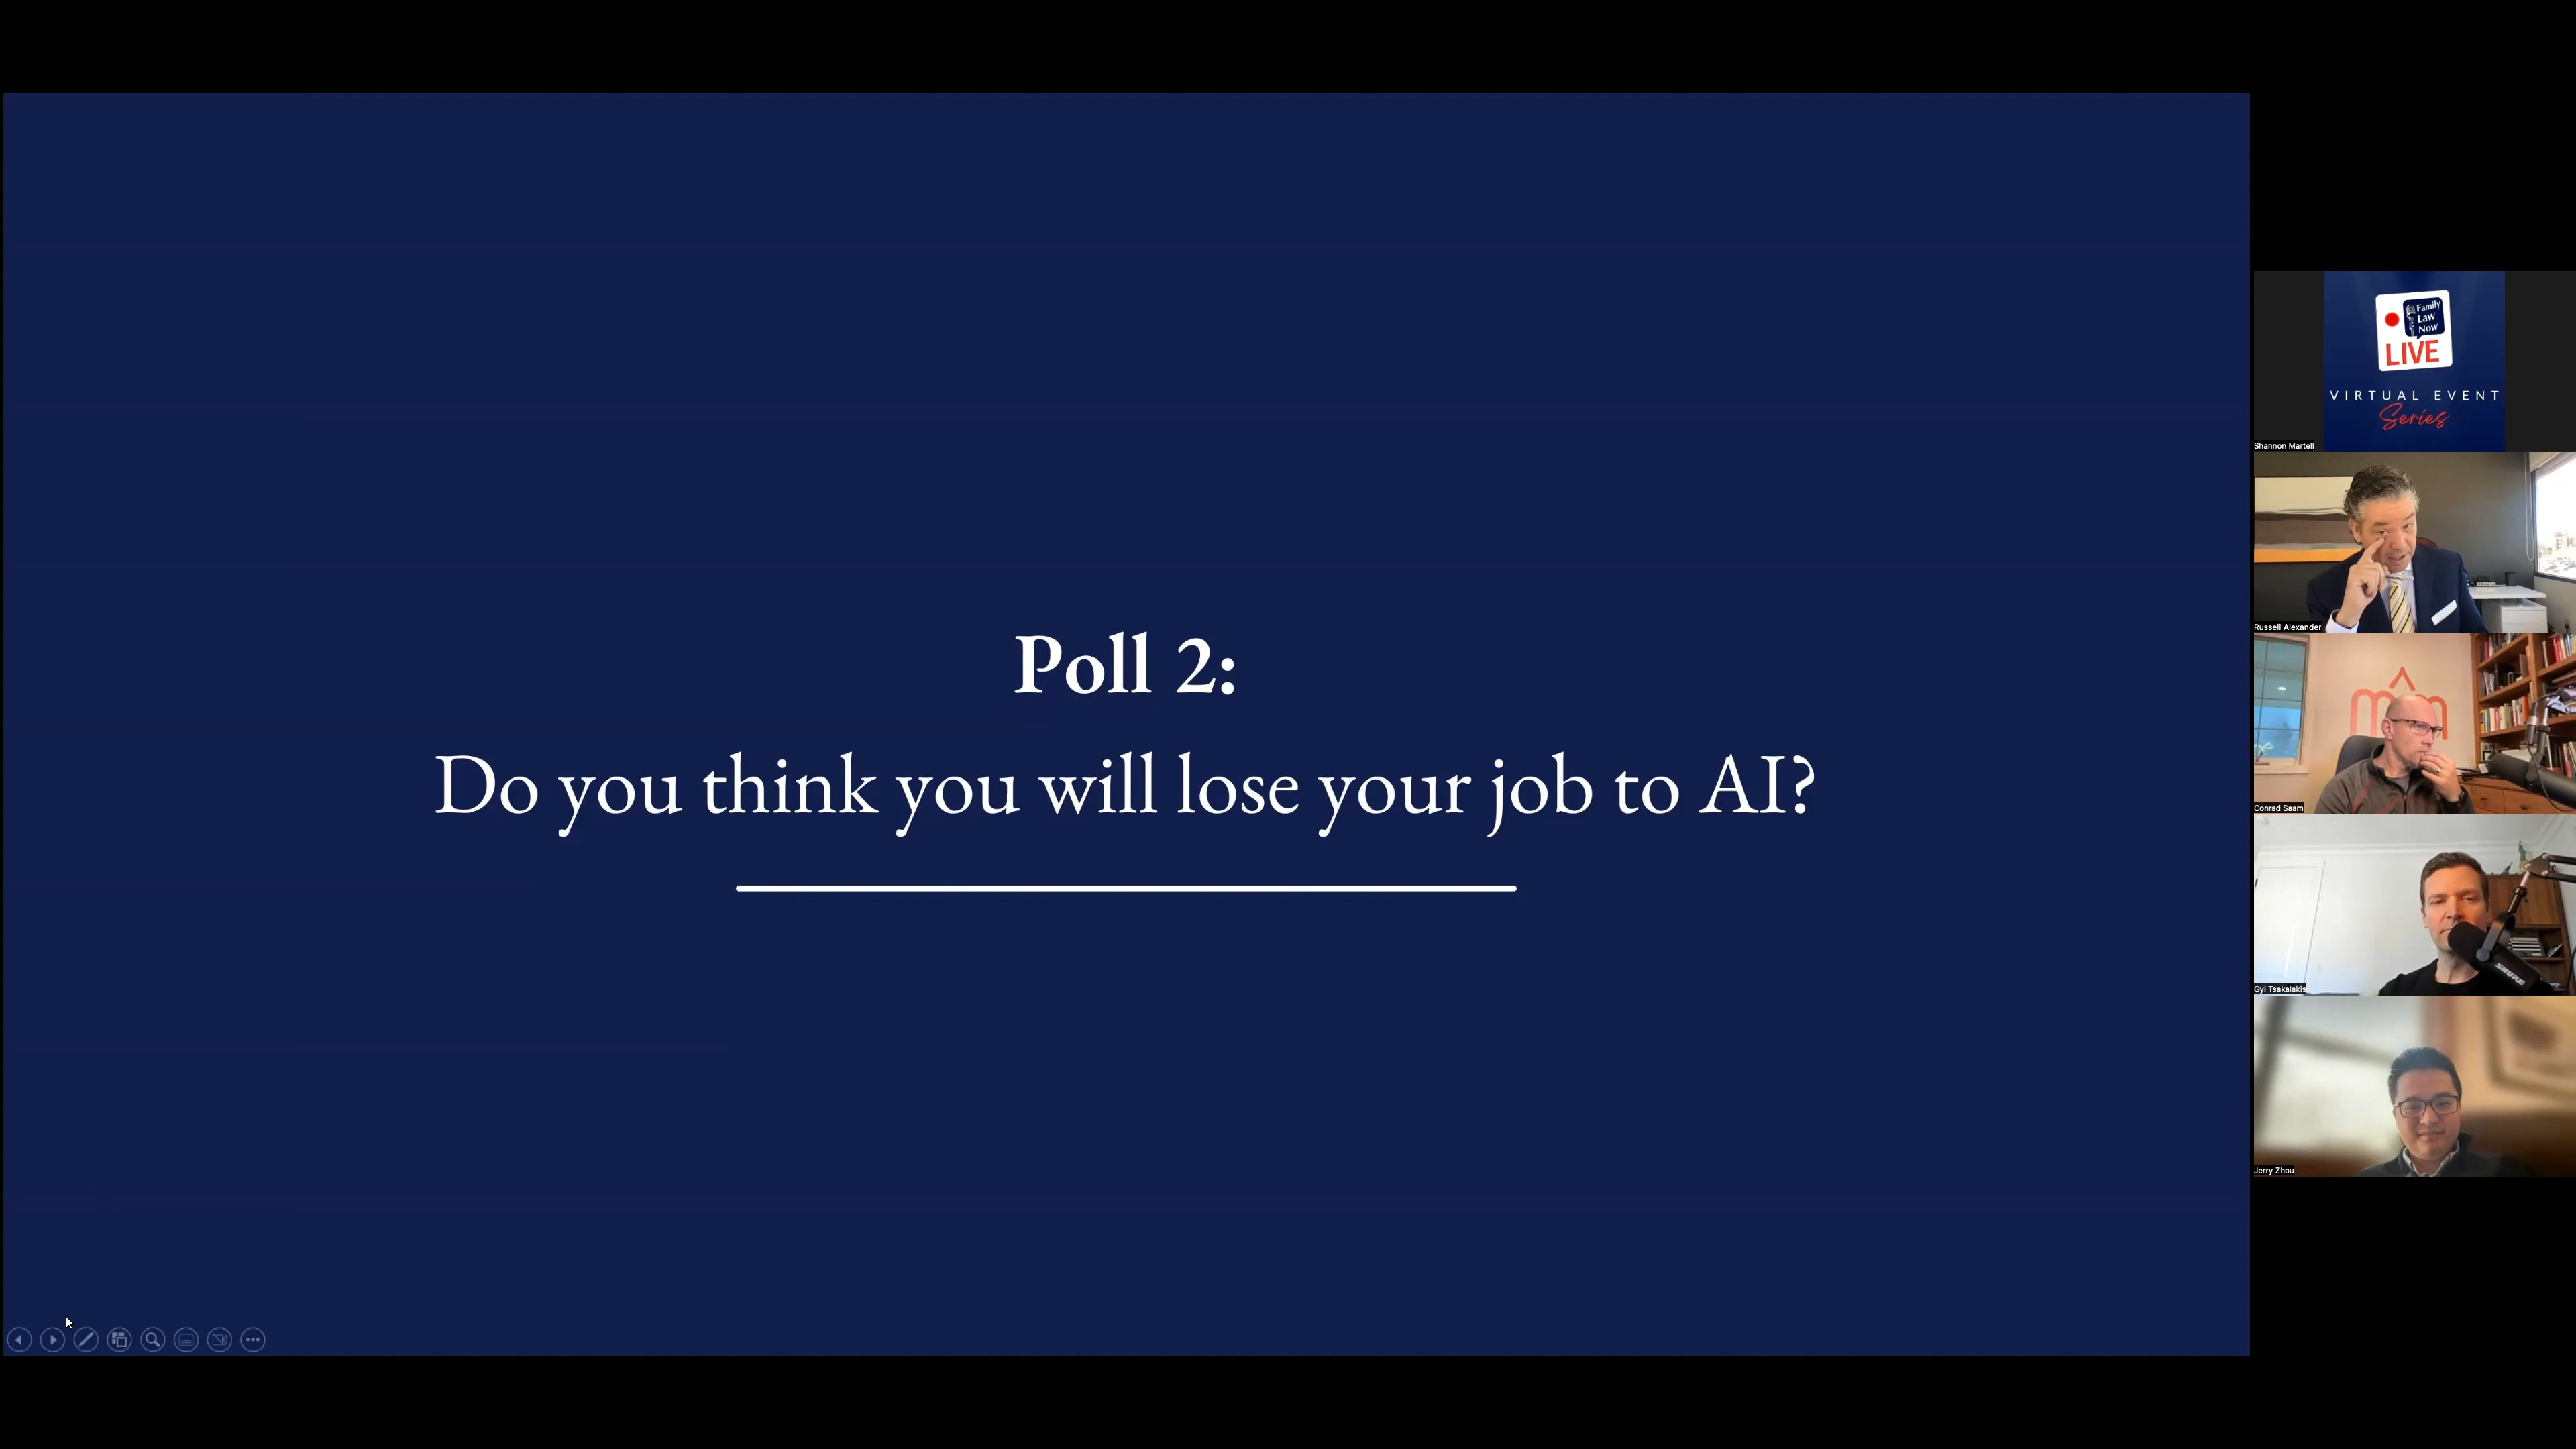 Poll 2:
Do you think you will lose your job to AI?
Family
Law
Now
LIVE
VIRTUAL EVENT
Series
Shannon Martell
Russell Alexander
Conrad Saam
SHURE
Gyi Tsakalakis
Jerry Zhou